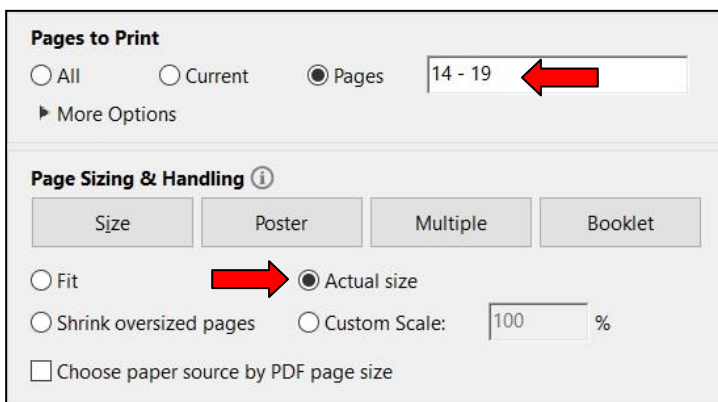 Pages to Print
All Current Pages 14 - 19
More Options
Page Sizing & Handling
Size Poster Multiple Booklet
Fit Actual size
Shrink oversized pages Custom Scale: 100 %
Choose paper source by PDF page size